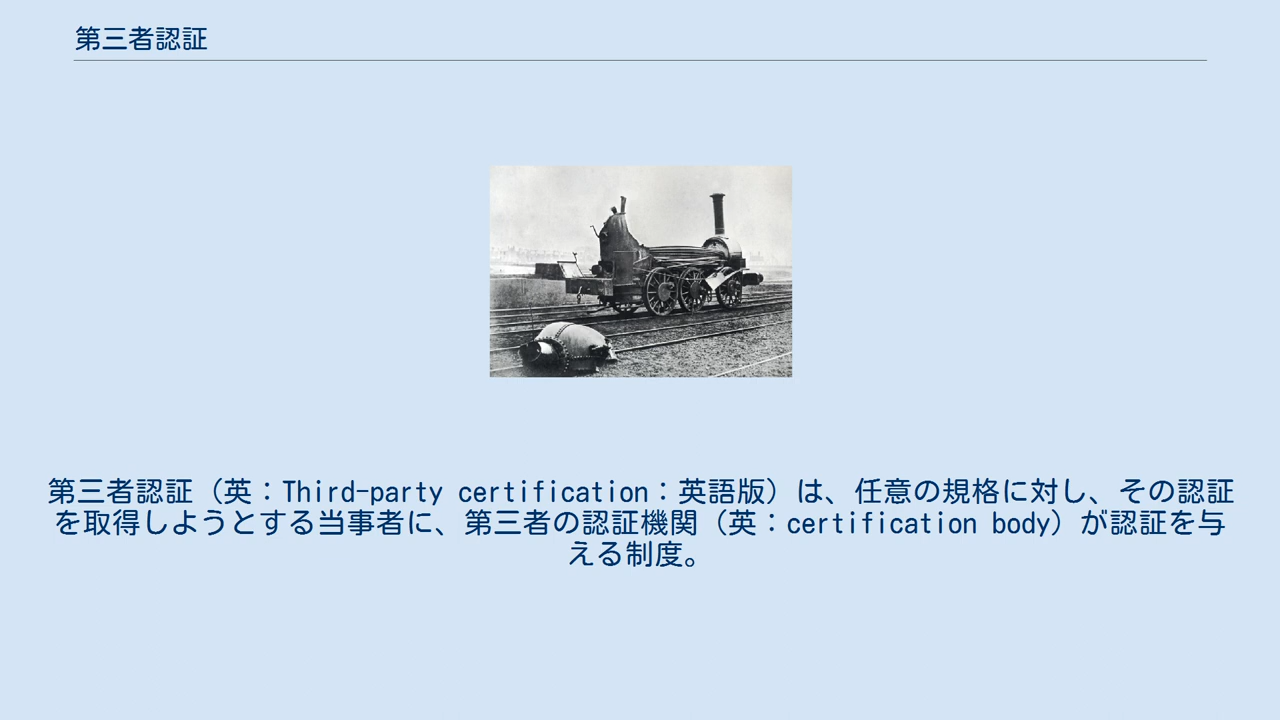 第三者認証
第三者認証（英：Third-party certification：英語版）は、任意の規格に対し、その認証
を取得しようとする当事者に、第三者の認証機関（英：certification body）が認証を与
える制度。